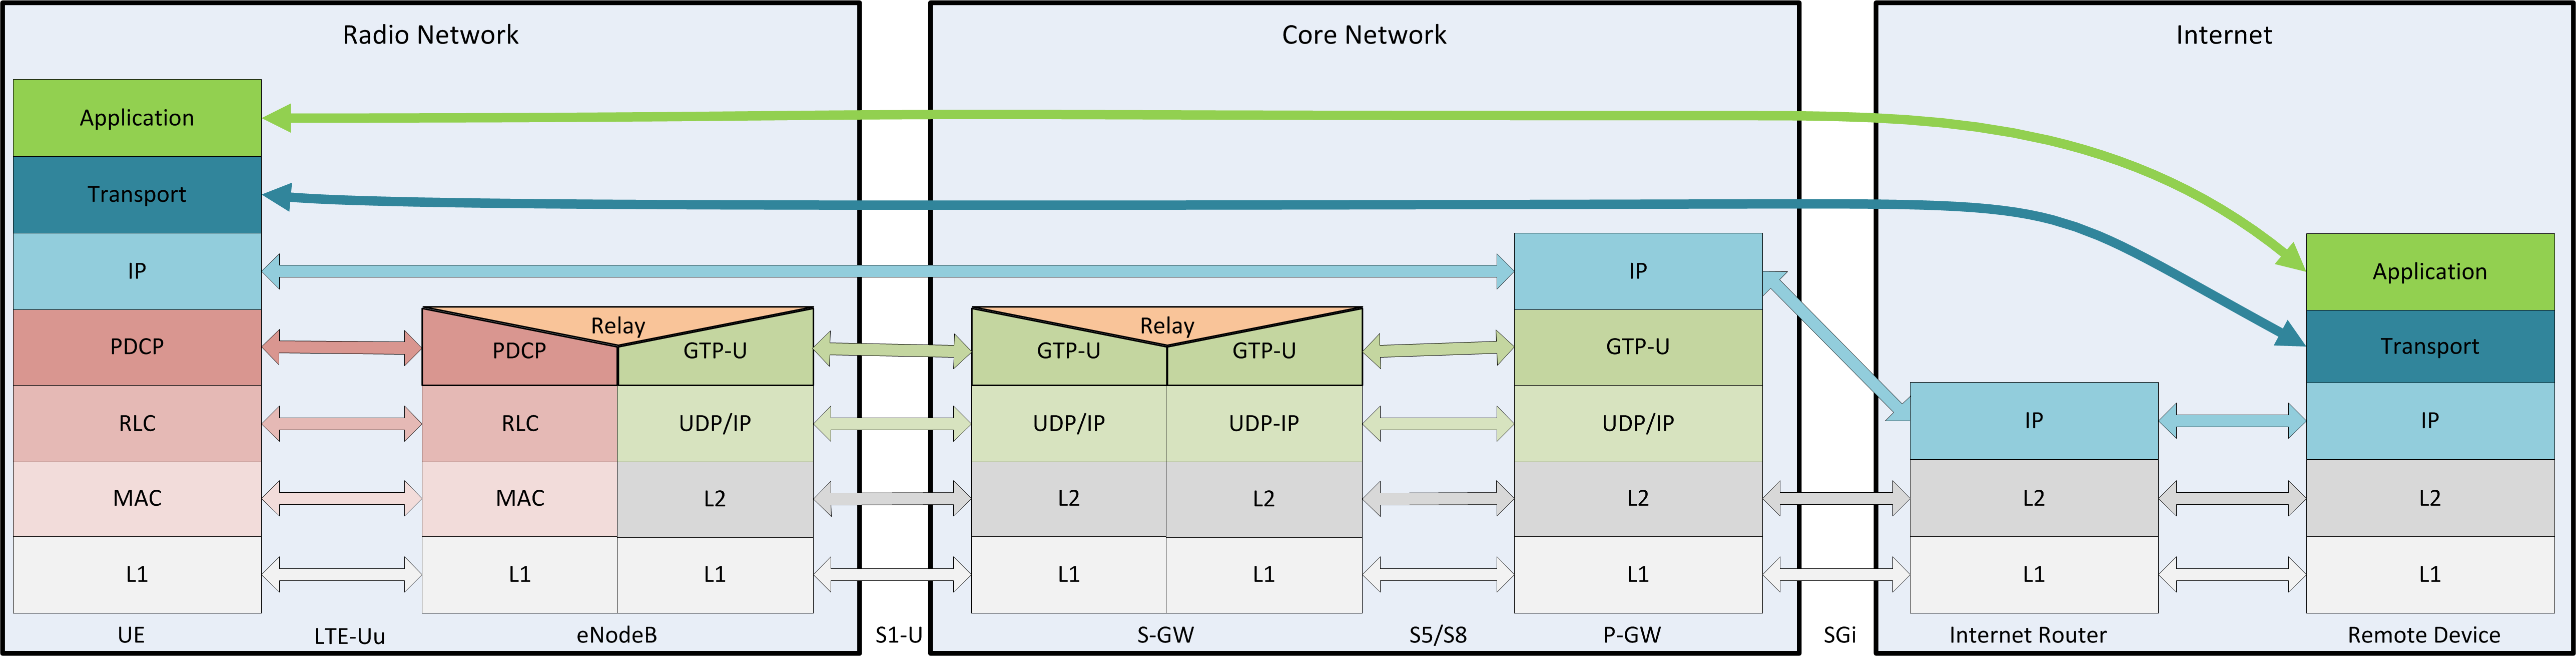 Radio Network
Core Network
Internet
Application
Transport
IP
IP
Application
PDCP
Relay
PDCP
GTP-U
Relay
GTP-U
GTP-U
GTP-U
Transport
RLC
RLC
UDP/IP
UDP/IP
UDP-IP
UDP/IP
IP
IP
MAC
MAC
L2
L2
L2
L2
L2
L2
L1
L1
L1
L1
L1
L1
L1
L1
UE
LTE-Uu
eNodeB
S1-U
S-GW
S5/S8
P-GW
SGi
Internet Router
Remote Device